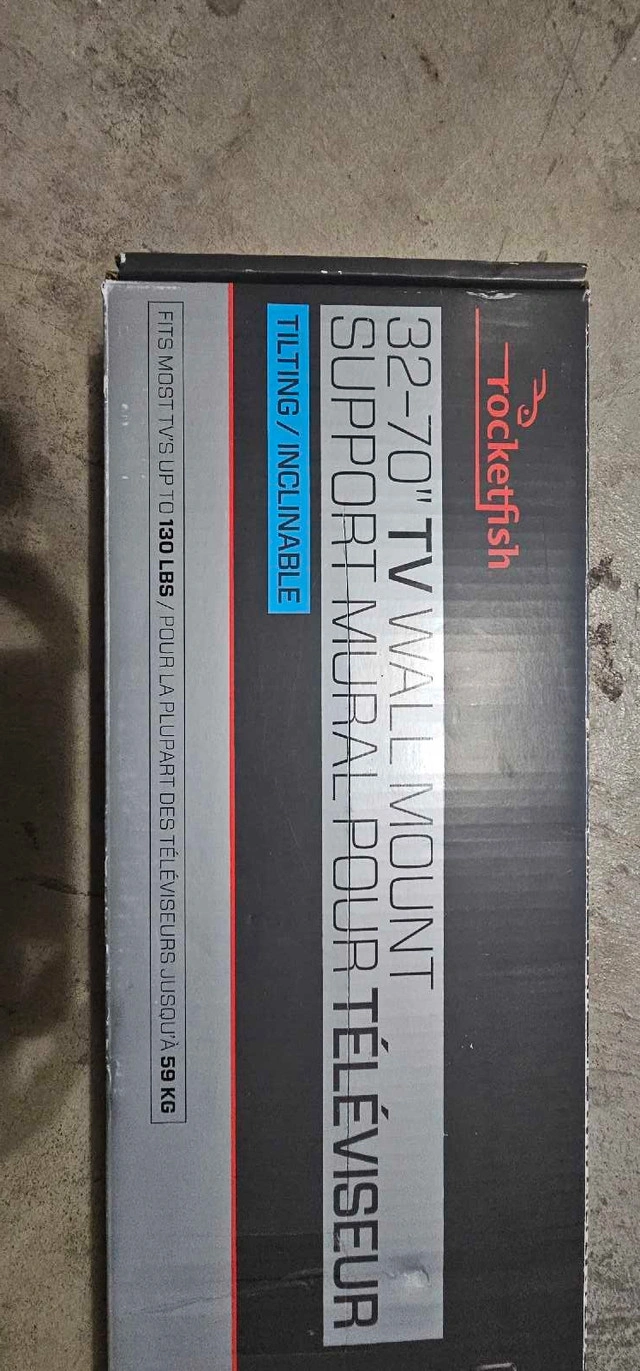 rocketfish
32-70" TV WALL MOUNT
SUPPORT MURAL POUR TÉLÉVISEUR
TILTING / INCLINABLE
FITS MOST TV'S UP TO 130 LBS / POUR LA PLUPART DES TÉLÉVISEURS JUSQU'À 59 KG